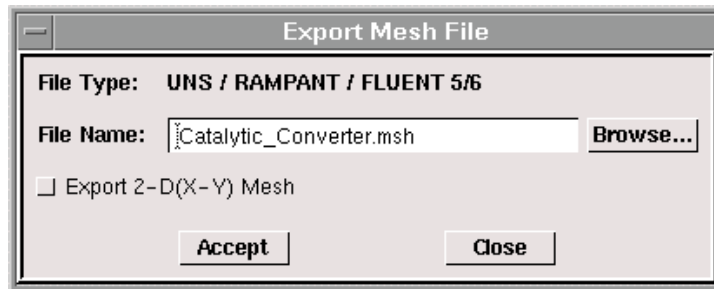 Export Mesh File
File Type: UNS / RAMPANT / FLUENT 5/6
File Name: Catalytic_Converter.msh Browse...
Export 2-D(X-Y) Mesh
Accept Close